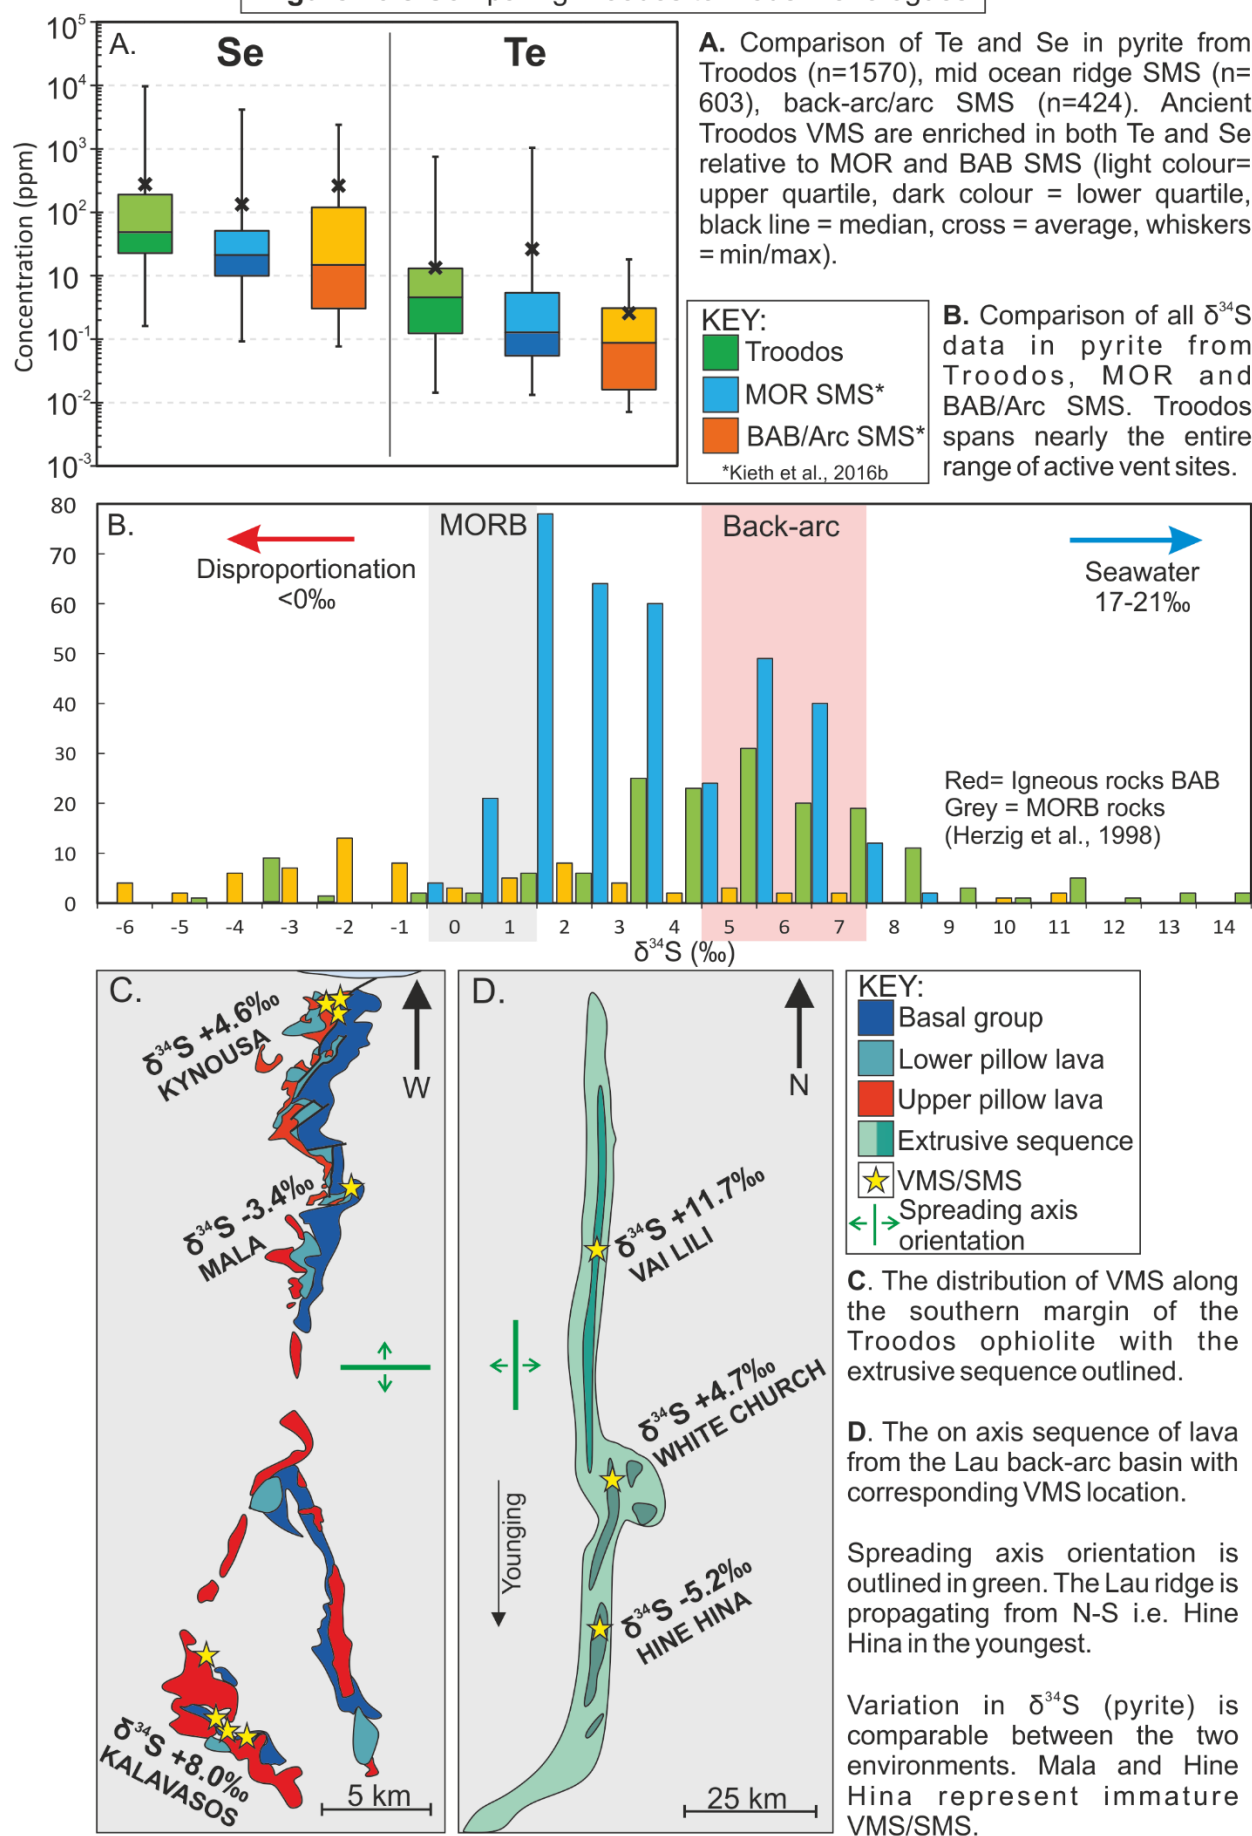 A.
Se
Te
10⁵
10⁴
10³
10²
10
10⁻¹
10⁻²
10⁻³
Concentration (ppm)
A. Comparison of Te and Se in pyrite from
Troodos (n=1570), mid ocean ridge SMS (n=
603), back-arc/arc SMS (n=424). Ancient
Troodos VMS are enriched in both Te and Se
relative to MOR and BAB SMS (light colour=
upper quartile, dark colour = lower quartile,
black line = median, cross = average, whiskers
= min/max).
KEY:
Troodos
MOR SMS*
BAB/Arc SMS*
*Kieth et al., 2016b
B. Comparison of all δ³⁴S
data in pyrite from
Troodos, MOR and
BAB/Arc SMS. Troodos
spans nearly the entire
range of active vent sites.
B.
80
70
60
50
40
30
20
10
0
Disproportionation
<0‰
MORB
Back-arc
Seawater
17-21‰
Red= Igneous rocks BAB
Grey = MORB rocks
(Herzig et al., 1998)
-6 -5 -4 -3 -2 -1 0 1 2 3 4 5 6 7 8 9 10 11 12 13 14
δ³⁴S (‰)
C.
W
δ³⁴S +4.6‰
KYNOUSA
δ³⁴S -3.4‰
MALA
δ³⁴S +8.0‰
KALAVASOS
5 km
D.
N
δ³⁴S +11.7‰
VAI LILI
δ³⁴S +4.7‰
WHITE CHURCH
Younging
δ³⁴S -5.2‰
HINE HINA
25 km
KEY:
Basal group
Lower pillow lava
Upper pillow lava
Extrusive sequence
VMS/SMS
Spreading axis
orientation
C. The distribution of VMS along
the southern margin of the
Troodos ophiolite with the
extrusive sequence outlined.
D. The on axis sequence of lava
from the Lau back-arc basin with
corresponding VMS location.
Spreading axis orientation is
outlined in green. The Lau ridge is
propagating from N-S i.e. Hine
Hina in the youngest.
Variation in δ³⁴S (pyrite) is
comparable between the two
environments. Mala and Hine
Hina represent immature
VMS/SMS.